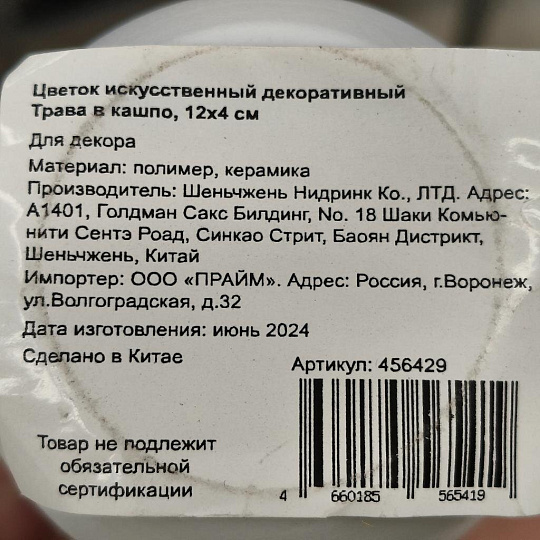 Цветок искусственный декоративный
Трава в кашпо, 12х4 см
Для декора
Материал: полимер, керамика
Производитель: Шеньчжень Нидринк Ко., ЛТД. Адрес:
А1401, Голдман Сакс Билдинг, No. 18 Шаки Комью-
нити Сентэ Роад, Синкао Стрит, Баоян Дистрикт,
Шеньчжень, Китай
Импортер: ООО «ПРАЙМ». Адрес: Россия, г.Воронеж,
ул.Волгоградская, д.32
Дата изготовления: июнь 2024
Сделано в Китае
Артикул: 456429
Товар не подлежит
обязательной
сертификации
4 660185 565419